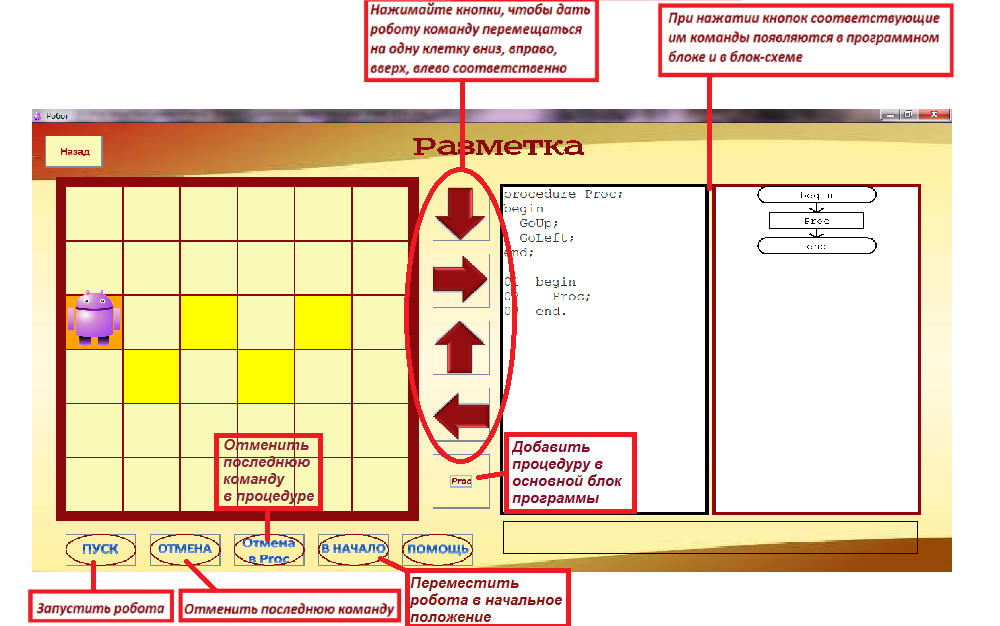 Нажимайте кнопки, чтобы дать
роботу команду перемещаться
на одну клетку вниз, вправо,
вверх, влево соответственно
При нажатии кнопок соответствующие
им команды появляются в программном
блоке и в блок-схеме
Робот
Назад
Разметка
procedure Proc;
begin
GoUp;
GoLeft;
end;
01 begin
02 Proc;
03 end.
begin
Proc
end
Отменить
последнюю
команду
в процедуре
Proc
Добавить
процедуру в
основной блок
программы
ПУСК
ОТМЕНА
Отмена
в Proc
В НАЧАЛО
ПОМОЩЬ
Запустить робота
Отменить последнюю команду
Переместить
робота в начальное
положение